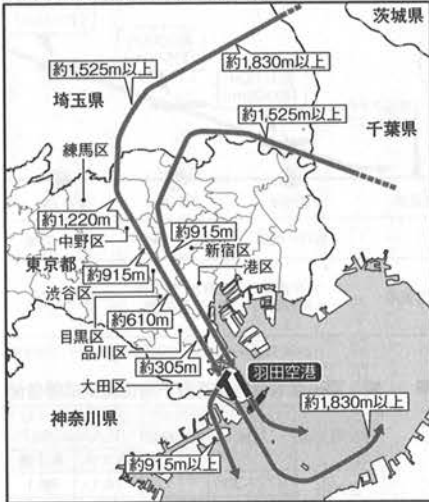 茨城県
約1,830m以上
約1,525m以上
埼玉県
約1,525m以上
千葉県
練馬区
約1,220m
中野区
約915m
新宿区
東京都
約915m
港区
渋谷区
約610m
目黒区
品川区
約305m
羽田空港
大田区
約1,830m以上
神奈川県
約915m以上